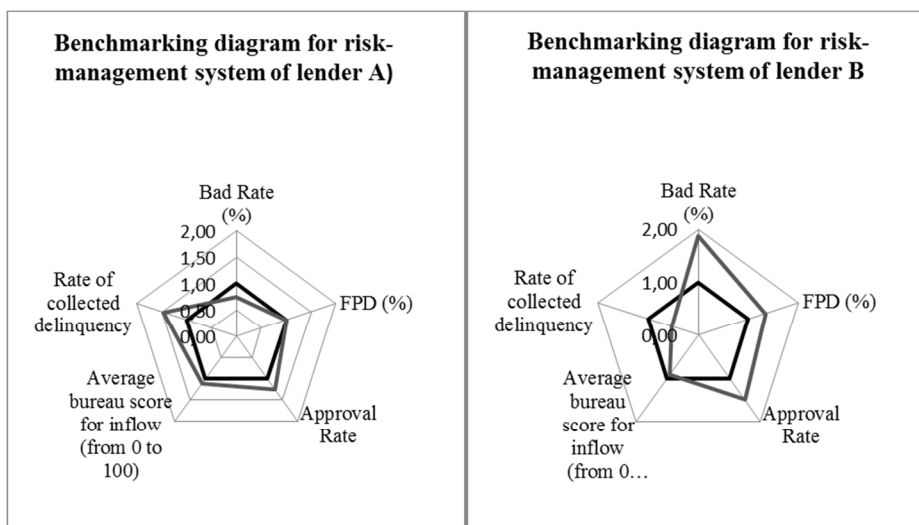 Benchmarking diagram for risk-
management system of lender A)
Bad Rate
(%)
2,00
1,50
1,00
0,50
0,00
FPD (%)
Approval
Rate
Average
bureau score
for inflow
(from 0 to
100)
Rate of
collected
delinquency
Benchmarking diagram for risk-
management system of lender B
Bad Rate
(%)
2,00
1,00
0,00
FPD (%)
Approval
Rate
Average
bureau
score for
inflow
(from 0...
Rate of
collected
delinquency